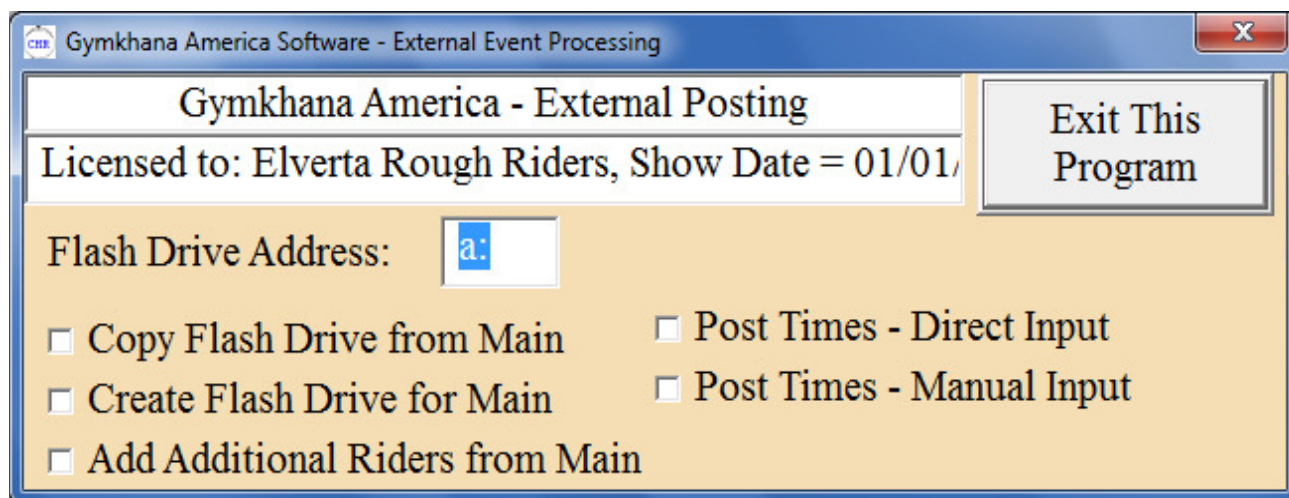 CHR Gymkhana America Software - External Event Processing
X
Gymkhana America - External Posting
Exit This
Program
Licensed to: Elverta Rough Riders, Show Date = 01/01/
Flash Drive Address: a:
Copy Flash Drive from Main
Create Flash Drive for Main
Add Additional Riders from Main
Post Times - Direct Input
Post Times - Manual Input